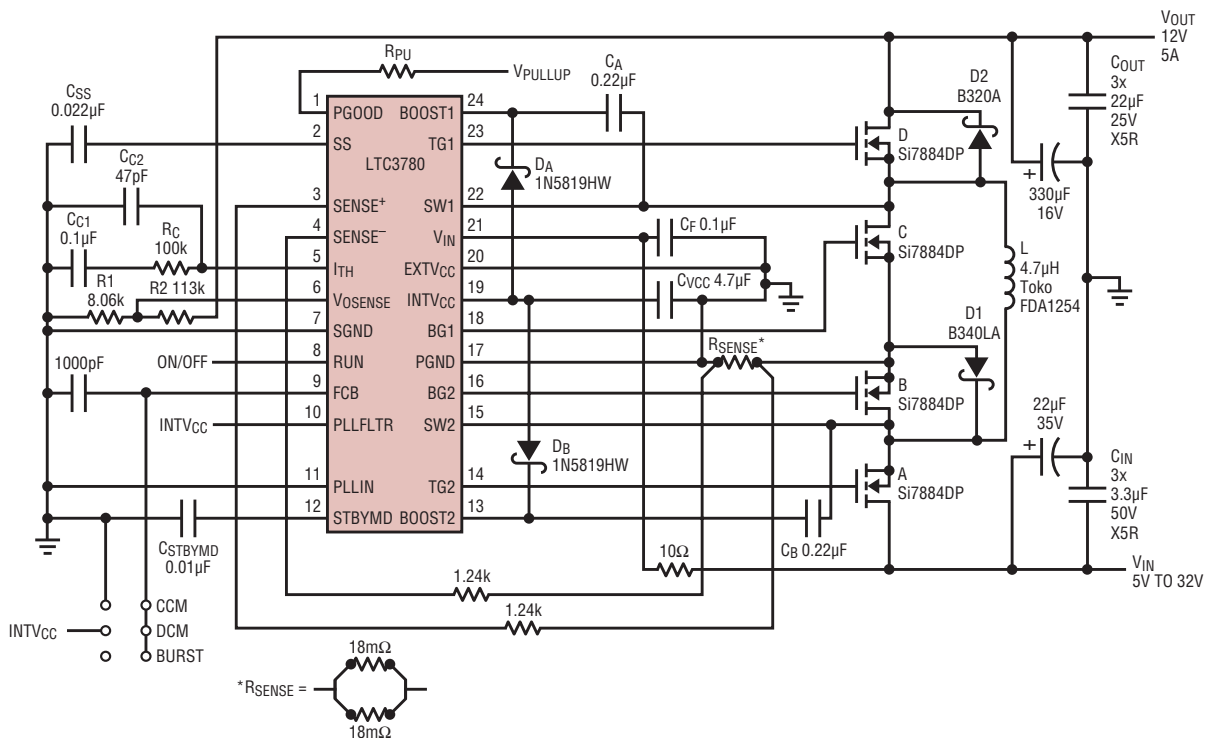 VOUT
12V
5A
RPU
VPULLUP
CA
0.22µF
D2
B320A
COUT
3x
22µF
25V
X5R
CSS
0.022µF
1
PGOOD
BOOST1
24
2
SS
TG1
23
LTC3780
D
Si7884DP
CC2
47pF
DA
1N5819HW
+
330µF
16V
3
SENSE+
SW1
22
CC1
0.1µF
RC
100k
4
SENSE–
VIN
21
CF 0.1µF
C
Si7884DP
5
ITH
EXTVCC
20
L
4.7µH
Toko
FDA1254
R1
8.06k
R2 113k
6
VOSENSE
INTVCC
19
CVCC 4.7µF
7
SGND
BG1
18
D1
B340LA
1000pF
ON/OFF
8
RUN
PGND
17
RSENSE*
9
FCB
BG2
16
B
Si7884DP
INTVCC
10
PLLFLTR
SW2
15
22µF
35V
+
DB
1N5819HW
CIN
3x
3.3µF
50V
X5R
11
PLLIN
TG2
14
A
Si7884DP
12
STBYMD
BOOST2
13
CSTBYMD
0.01µF
CB 0.22µF
10Ω
VIN
5V TO 32V
1.24k
1.24k
CCM
INTVCC
DCM
BURST
18mΩ
*RSENSE =
18mΩ